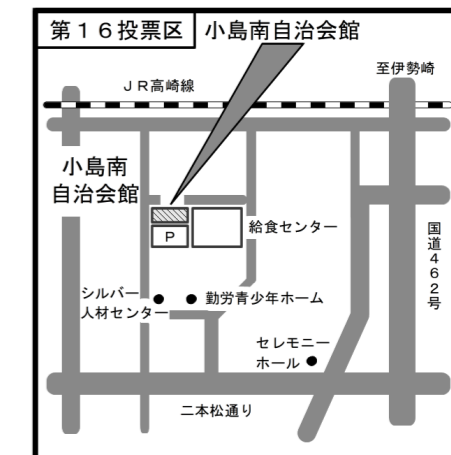 第１６投票区
小島南自治会館
至伊勢崎
ＪＲ高崎線
小島南
自治会館
Ｐ
給食センター
国道４６２号
シルバー
人材センター
勤労青少年ホーム
セレモニー
ホール
二本松通り